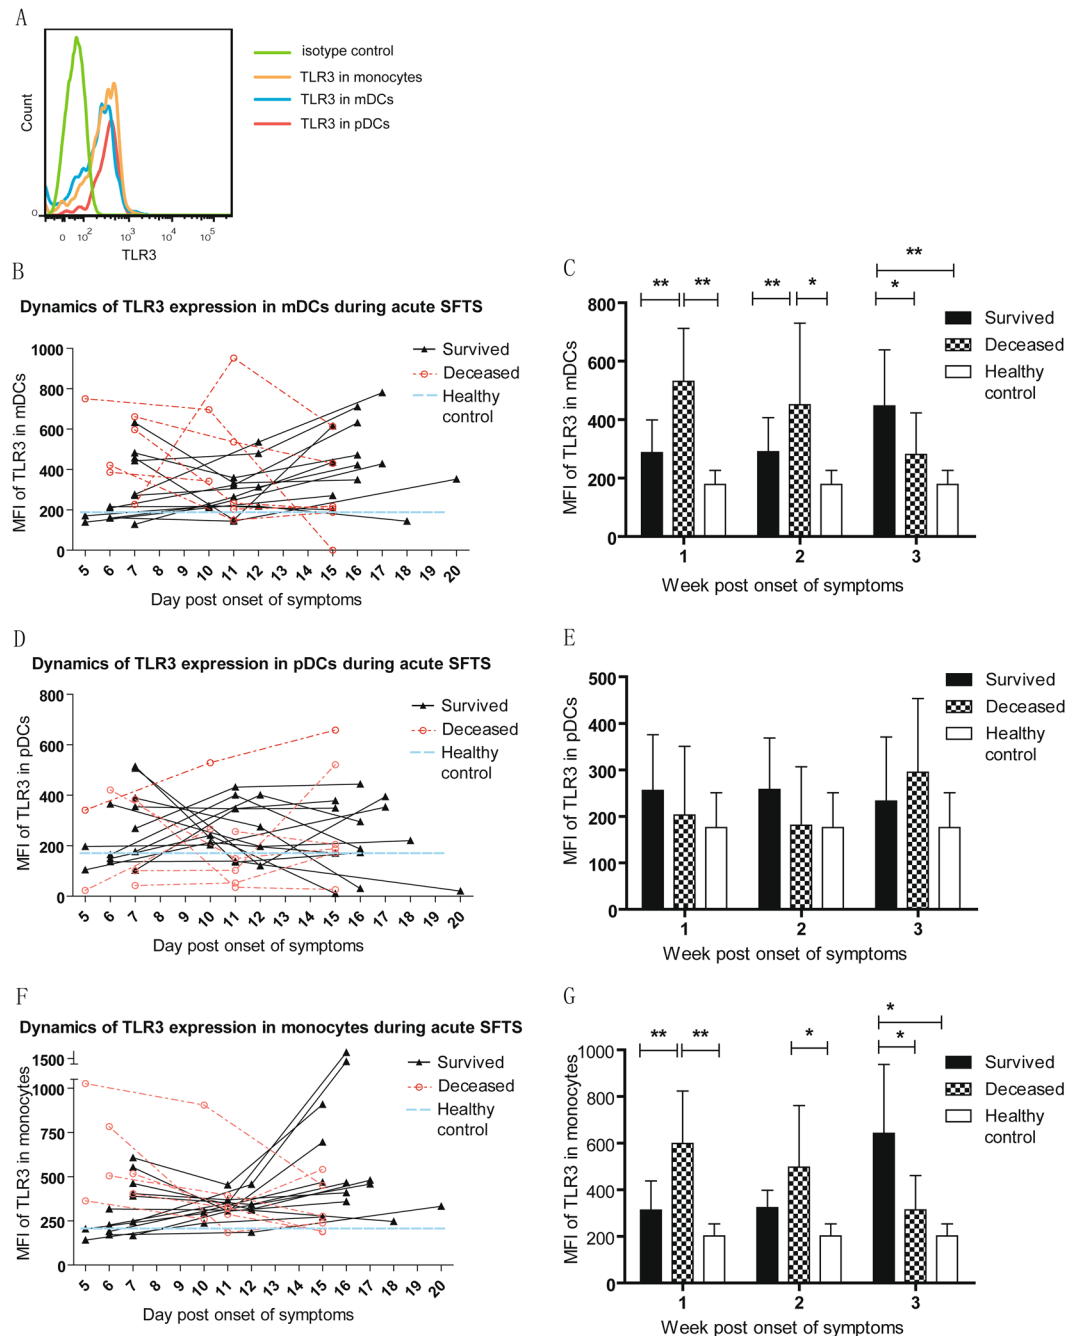 A
isotype control
TLR3 in monocytes
TLR3 in mDCs
TLR3 in pDCs
Count
0
0 10² 10³ 10⁴ 10⁵
TLR3
B
Dynamics of TLR3 expression in mDCs during acute SFTS
MFI of TLR3 in mDCs
1000
800
600
400
200
0
Survived
Deceased
Healthy
control
5 6 7 8 9 10 11 12 13 14 15 16 17 18 19 20
Day post onset of symptoms
C
MFI of TLR3 in mDCs
800
600
400
200
0
** ** ** * * **
Survived
Deceased
Healthy
control
1 2 3
Week post onset of symptoms
D
Dynamics of TLR3 expression in pDCs during acute SFTS
MFI of TLR3 in pDCs
800
600
400
200
0
Survived
Deceased
Healthy
control
5 6 7 8 9 10 11 12 13 14 15 16 17 18 19 20
Day post onset of symptoms
E
MFI of TLR3 in pDCs
500
400
300
200
100
0
Survived
Deceased
Healthy
control
1 2 3
Week post onset of symptoms
F
Dynamics of TLR3 expression in monocytes during acute SFTS
MFI of TLR3 in monocytes
1500
1000
750
500
250
0
Survived
Deceased
Healthy
control
5 6 7 8 9 10 11 12 13 14 15 16 17 18 19 20
Day post onset of symptoms
G
MFI of TLR3 in monocytes
1000
800
600
400
200
0
** ** * * *
Survived
Deceased
Healthy
control
1 2 3
Week post onset of symptoms